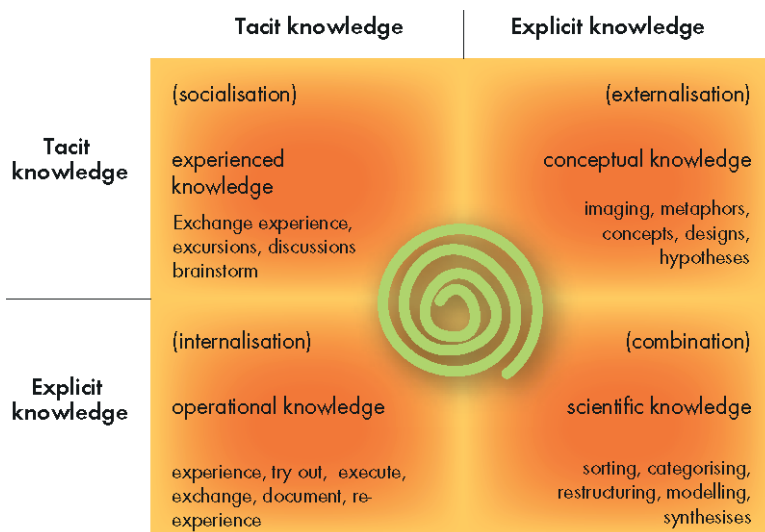 Tacit knowledge
Explicit knowledge
Tacit
knowledge
(socialisation)
experienced
knowledge
Exchange experience,
excursions, discussions
brainstorm
(externalisation)
conceptual knowledge
imaging, metaphors,
concepts, designs,
hypotheses
Explicit
knowledge
(internalisation)
operational knowledge
experience, try out, execute,
exchange, document, re-
experience
(combination)
scientific knowledge
sorting, categorising,
restructuring, modelling,
synthesises